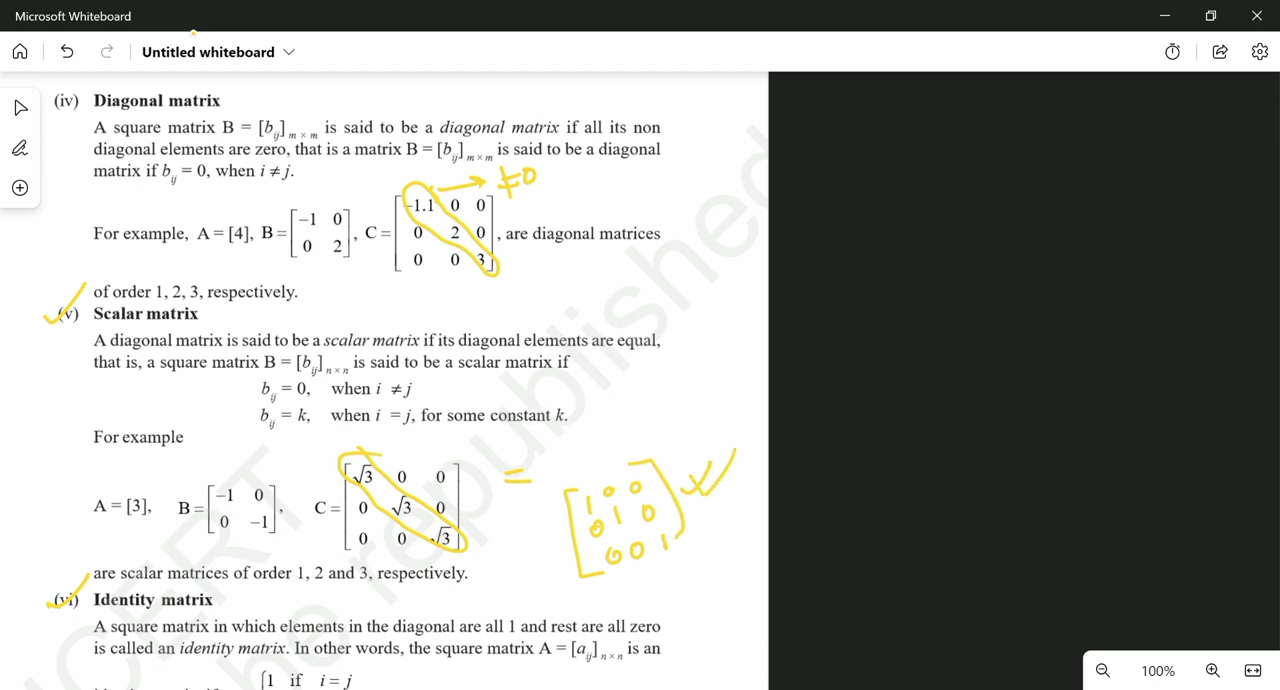 Microsoft Whiteboard
Untitled whiteboard
(iv) Diagonal matrix
A square matrix B = [b_ij]_{m × m} is said to be a diagonal matrix if all its non
diagonal elements are zero, that is a matrix B = [b_ij]_{m × m} is said to be a diagonal
matrix if b_ij = 0, when i ≠ j.
≠0
For example, A = [4], B = [−1 0; 0 2], C = [−1.1 0 0; 0 2 0; 0 0 3], are diagonal matrices
of order 1, 2, 3, respectively.
(v) Scalar matrix
A diagonal matrix is said to be a scalar matrix if its diagonal elements are equal,
that is, a square matrix B = [b_ij]_{n × n} is said to be a scalar matrix if
b_ij = 0, when i ≠ j
b_ij = k, when i = j, for some constant k.
For example
A = [3], B = [−1 0; 0 −1], C = [√3 0 0; 0 √3 0; 0 0 √3] = [1 0 0; 0 1 0; 0 0 1]
are scalar matrices of order 1, 2 and 3, respectively.
(vi) Identity matrix
A square matrix in which elements in the diagonal are all 1 and rest are all zero
is called an identity matrix. In other words, the square matrix A = [a_ij]_{n × n} is an
1 if i = j
100%